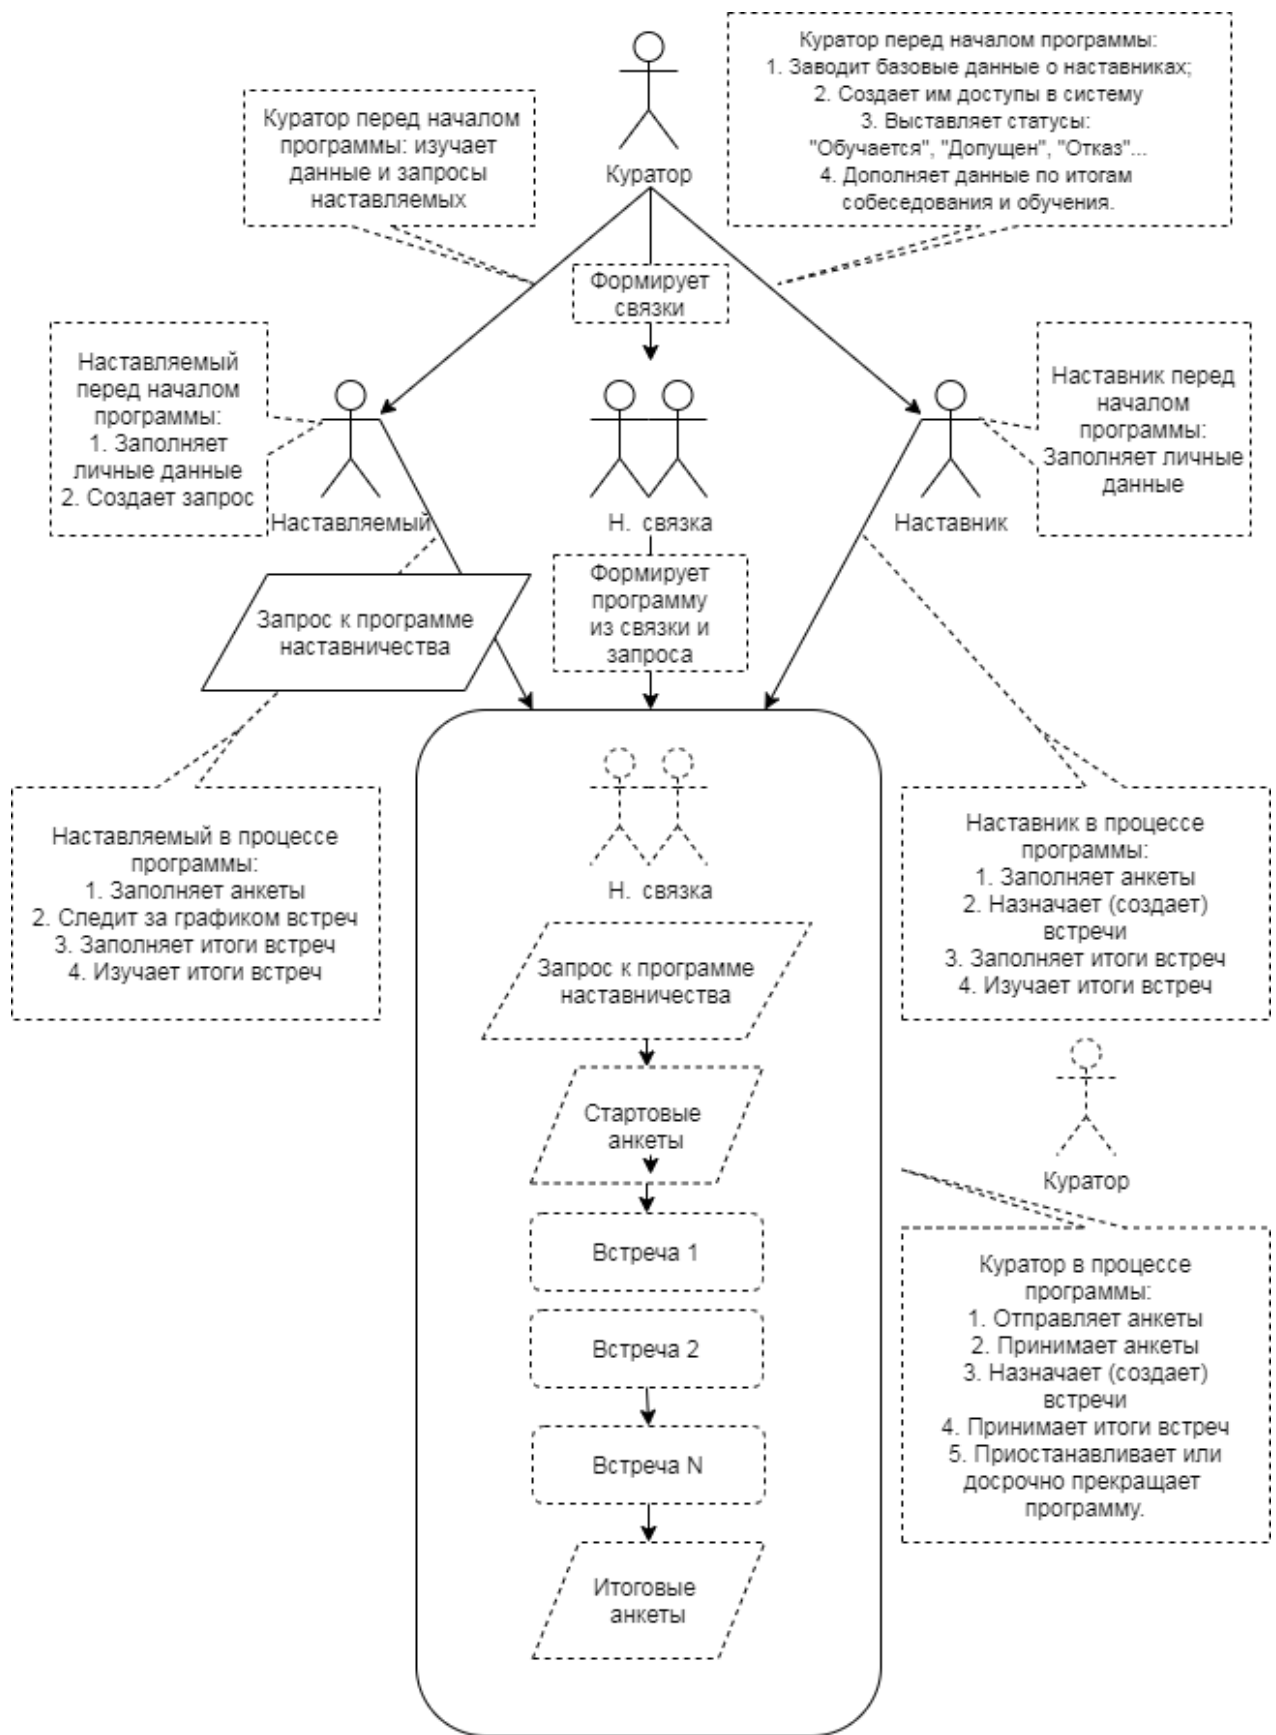 Куратор перед началом программы:
1. Заводит базовые данные о наставниках;
2. Создает им доступы в систему
3. Выставляет статусы:
"Обучается", "Допущен", "Отказ"...
4. Дополняет данные по итогам
собеседования и обучения.
Куратор перед началом
программы: изучает
данные и запросы
наставляемых
Куратор
Формирует
связки
Наставляемый
перед началом
программы:
1. Заполняет
личные данные
2. Создает запрос
Наставник перед
началом
программы:
Заполняет личные
данные
Наставляемый
Н. связка
Наставник
Запрос к программе
наставничества
Формирует
программу
из связки и
запроса
Наставляемый в процессе
программы:
1. Заполняет анкеты
2. Следит за графиком встреч
3. Заполняет итоги встреч
4. Изучает итоги встреч
Н. связка
Наставник в процессе
программы:
1. Заполняет анкеты
2. Назначает (создает)
встречи
3. Заполняет итоги встреч
4. Изучает итоги встреч
Запрос к программе
наставничества
Стартовые
анкеты
Куратор
Встреча 1
Встреча 2
Встреча N
Итоговые
анкеты
Куратор в процессе
программы:
1. Отправляет анкеты
2. Принимает анкеты
3. Назначает (создает)
встречи
4. Принимает итоги встреч
5. Приостанавливает или
досрочно прекращает
программу.